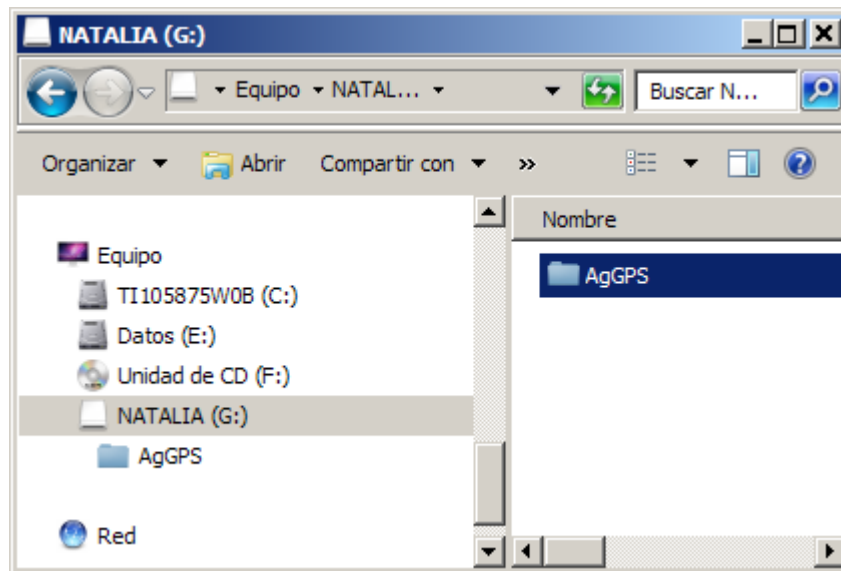 NATALIA (G:)
Equipo NATAL... Buscar N...
Organizar Abrir Compartir con »
Nombre
Equipo
AgGPS
TI105875W0B (C:)
Datos (E:)
Unidad de CD (F:)
NATALIA (G:)
AgGPS
Red